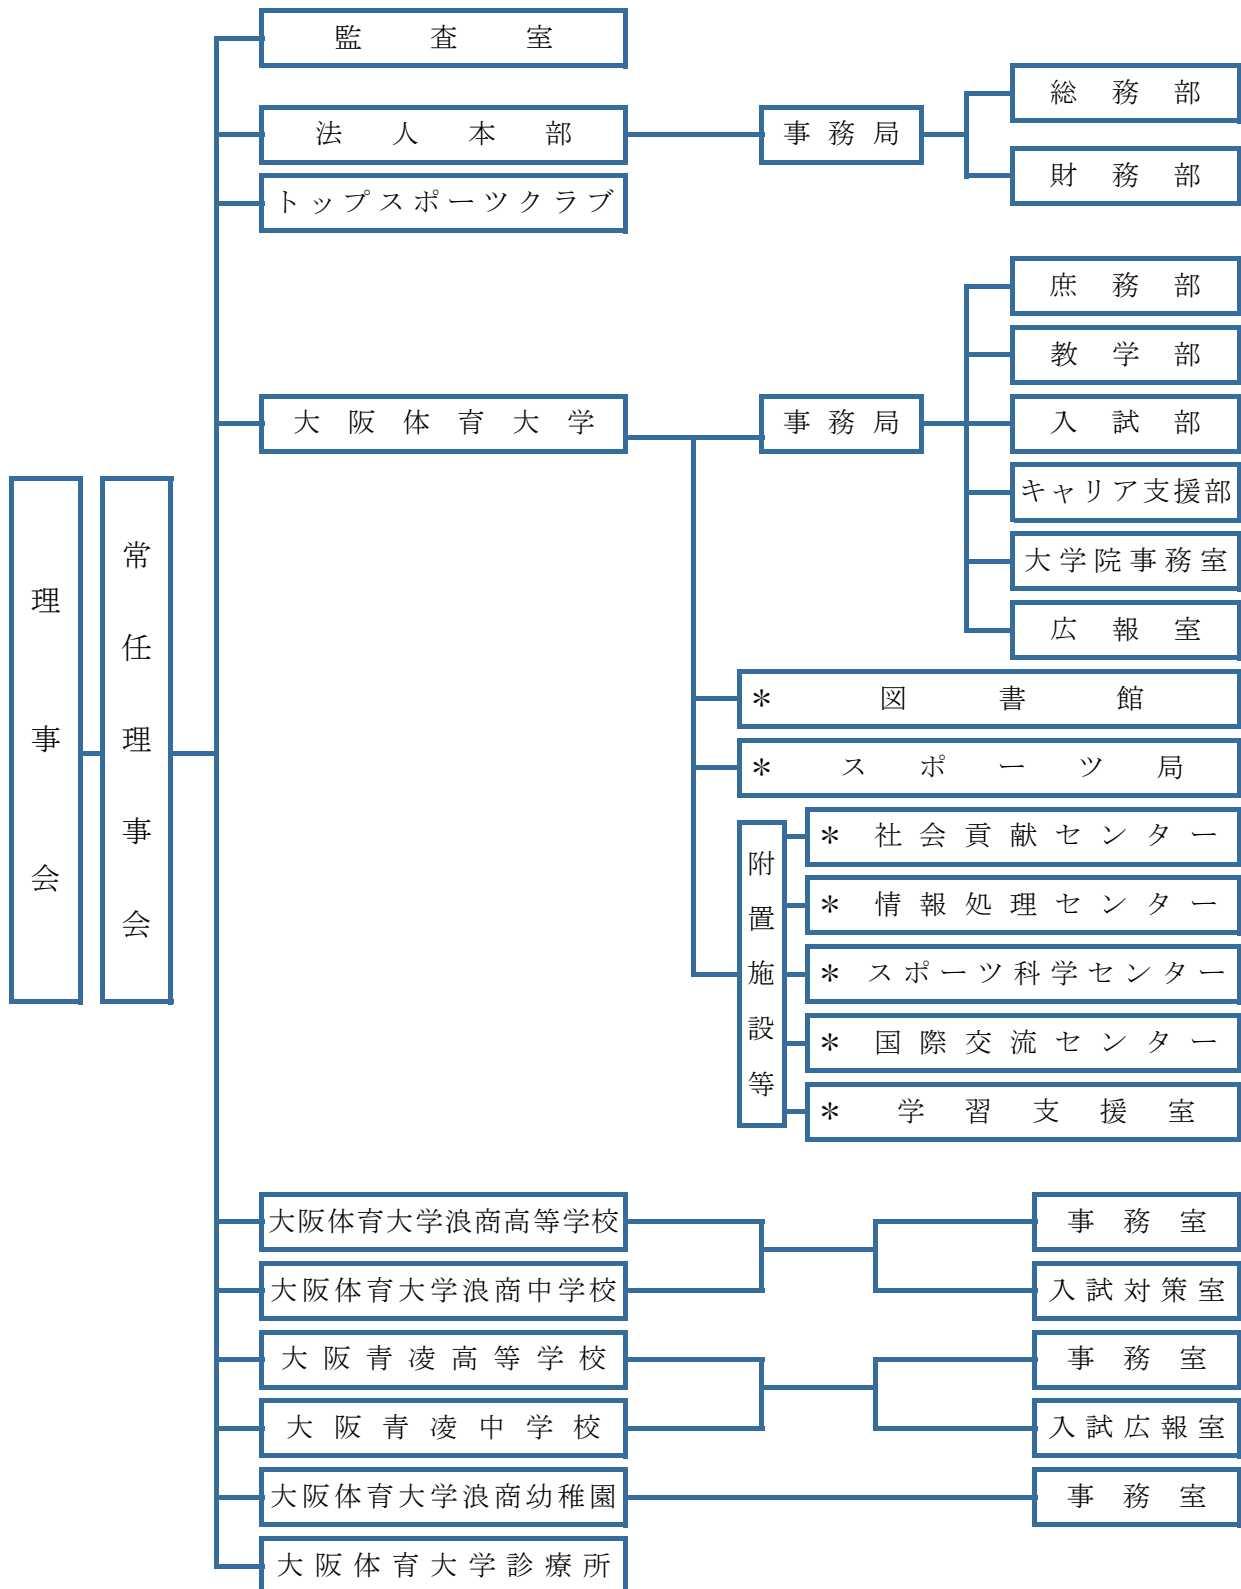 理事会
常任理事会
監査室
法人本部
事務局
総務部
財務部
トップスポーツクラブ
大阪体育大学
事務局
庶務部
教学部
入試部
キャリア支援部
大学院事務室
広報室
＊図書館
＊スポーツ局
附置施設等
＊社会貢献センター
＊情報処理センター
＊スポーツ科学センター
＊国際交流センター
＊学習支援室
大阪体育大学浪商高等学校
大阪体育大学浪商中学校
事務室
入試対策室
大阪青凌高等学校
大阪青凌中学校
事務室
入試広報室
大阪体育大学浪商幼稚園
事務室
大阪体育大学診療所